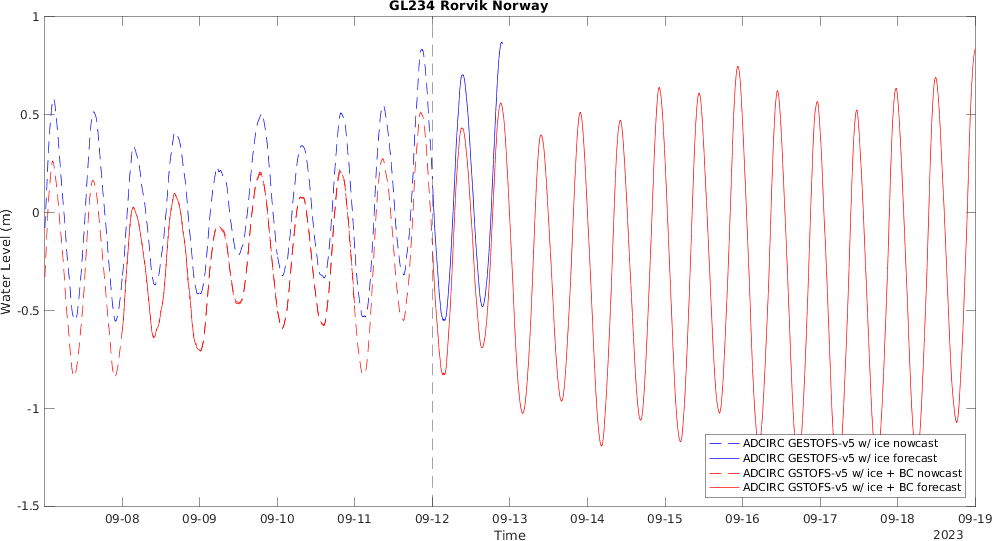 GL234 Rorvik Norway
1
0.5
0
-0.5
-1
-1.5
Water Level (m)
ADCIRC GESTOFS-v5 w/ ice nowcast
ADCIRC GESTOFS-v5 w/ ice forecast
ADCIRC GSTOFS-v5 w/ ice + BC nowcast
ADCIRC GSTOFS-v5 w/ ice + BC forecast
09-08 09-09 09-10 09-11 09-12 09-13 09-14 09-15 09-16 09-17 09-18 09-19
Time
2023